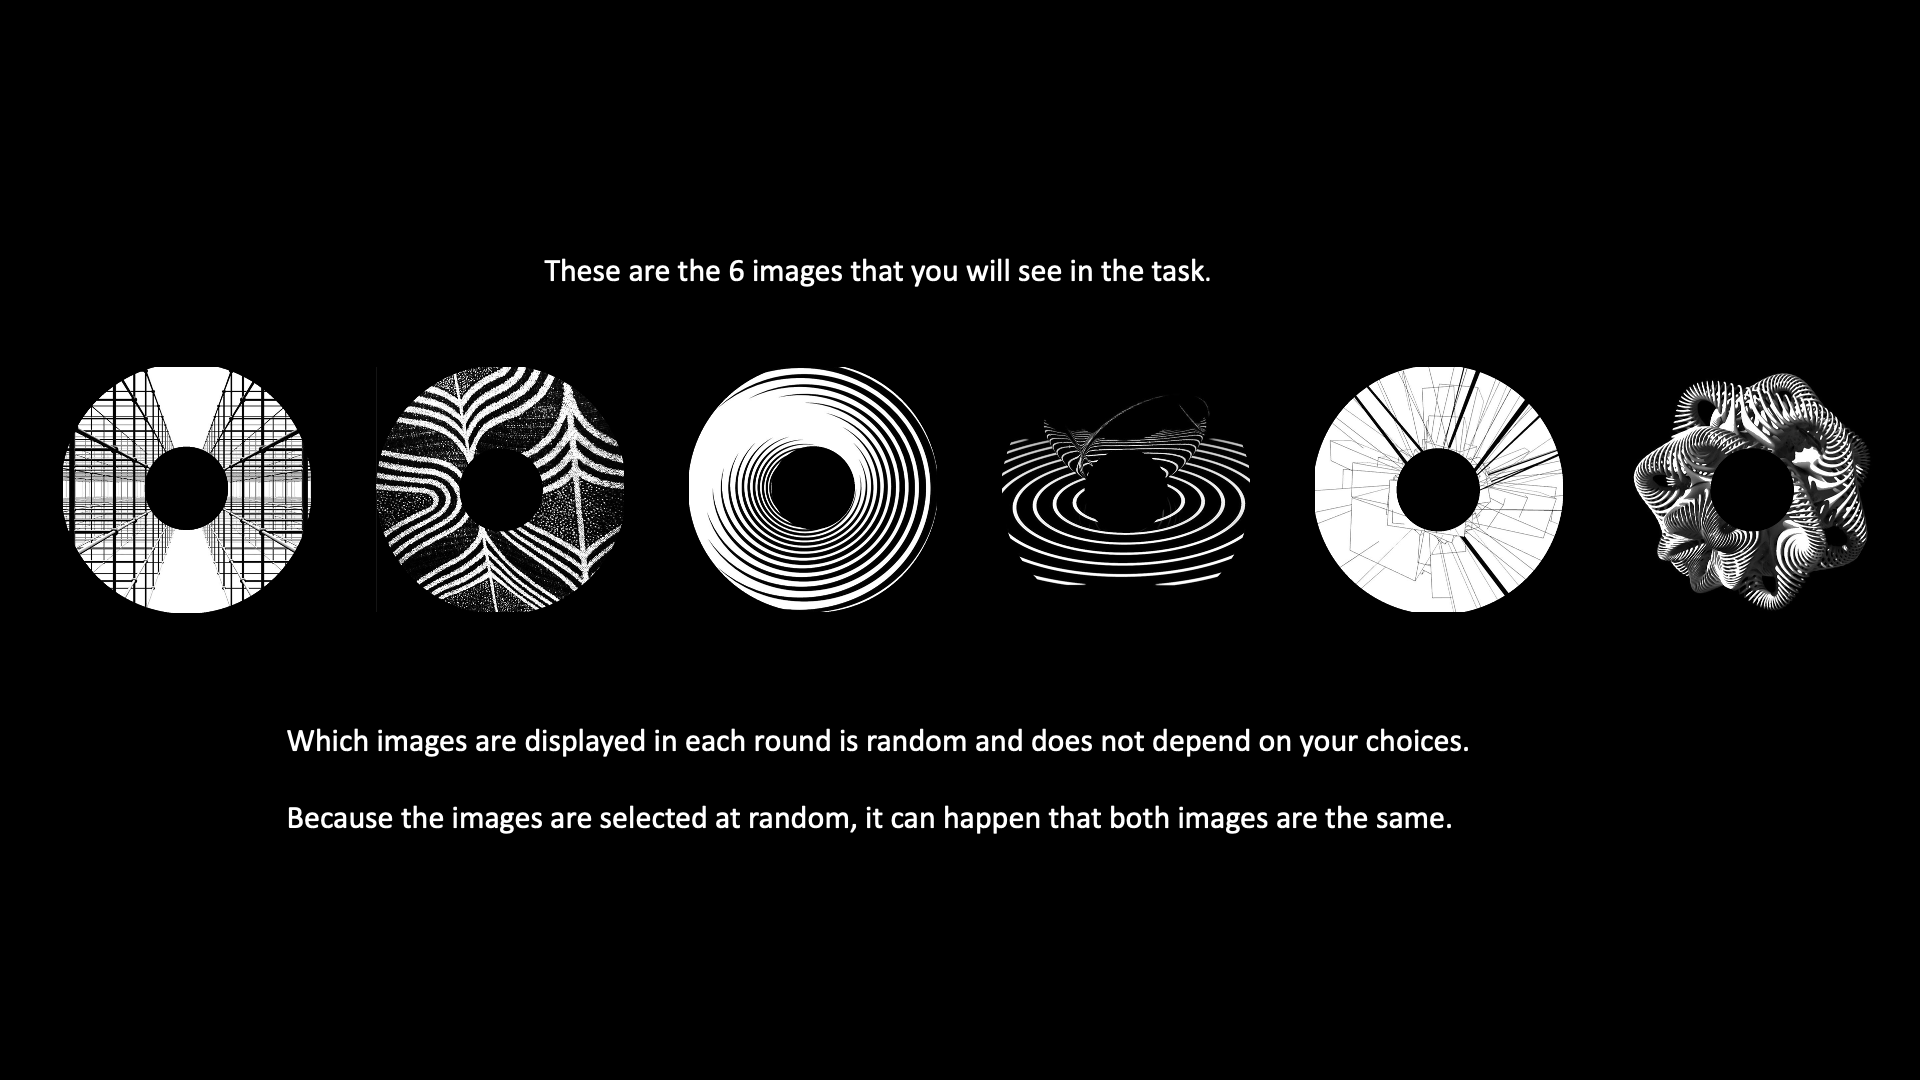 These are the 6 images that you will see in the task.
Which images are displayed in each round is random and does not depend on your choices.
Because the images are selected at random, it can happen that both images are the same.